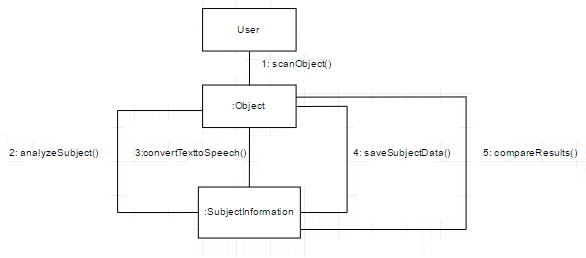 User
1: scanObject()
:Object
2: analyzeSubject()
3:convertTexttoSpeech()
4: saveSubjectData()
5: compareResults()
:SubjectInformation